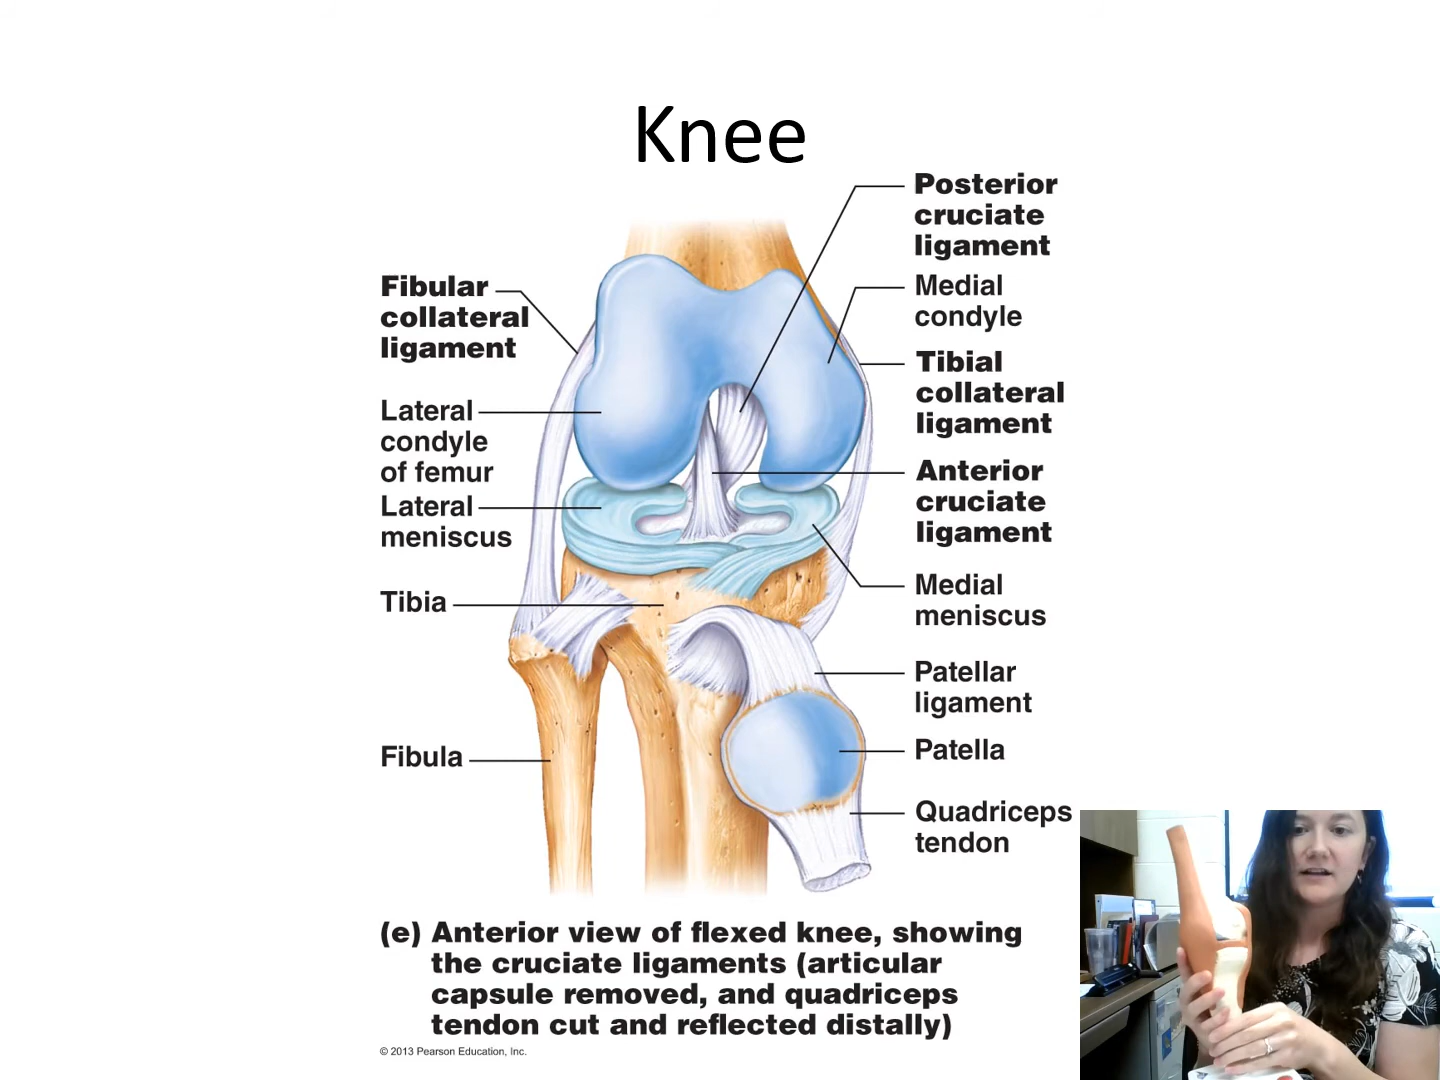 Knee
Posterior
cruciate
ligament
Medial
condyle
Tibial
collateral
ligament
Anterior
cruciate
ligament
Medial
meniscus
Patellar
ligament
Patella
Quadriceps
tendon
Fibular
collateral
ligament
Lateral
condyle
of femur
Lateral
meniscus
Tibia
Fibula
(e) Anterior view of flexed knee, showing
the cruciate ligaments (articular
capsule removed, and quadriceps
tendon cut and reflected distally)
© 2013 Pearson Education, Inc.